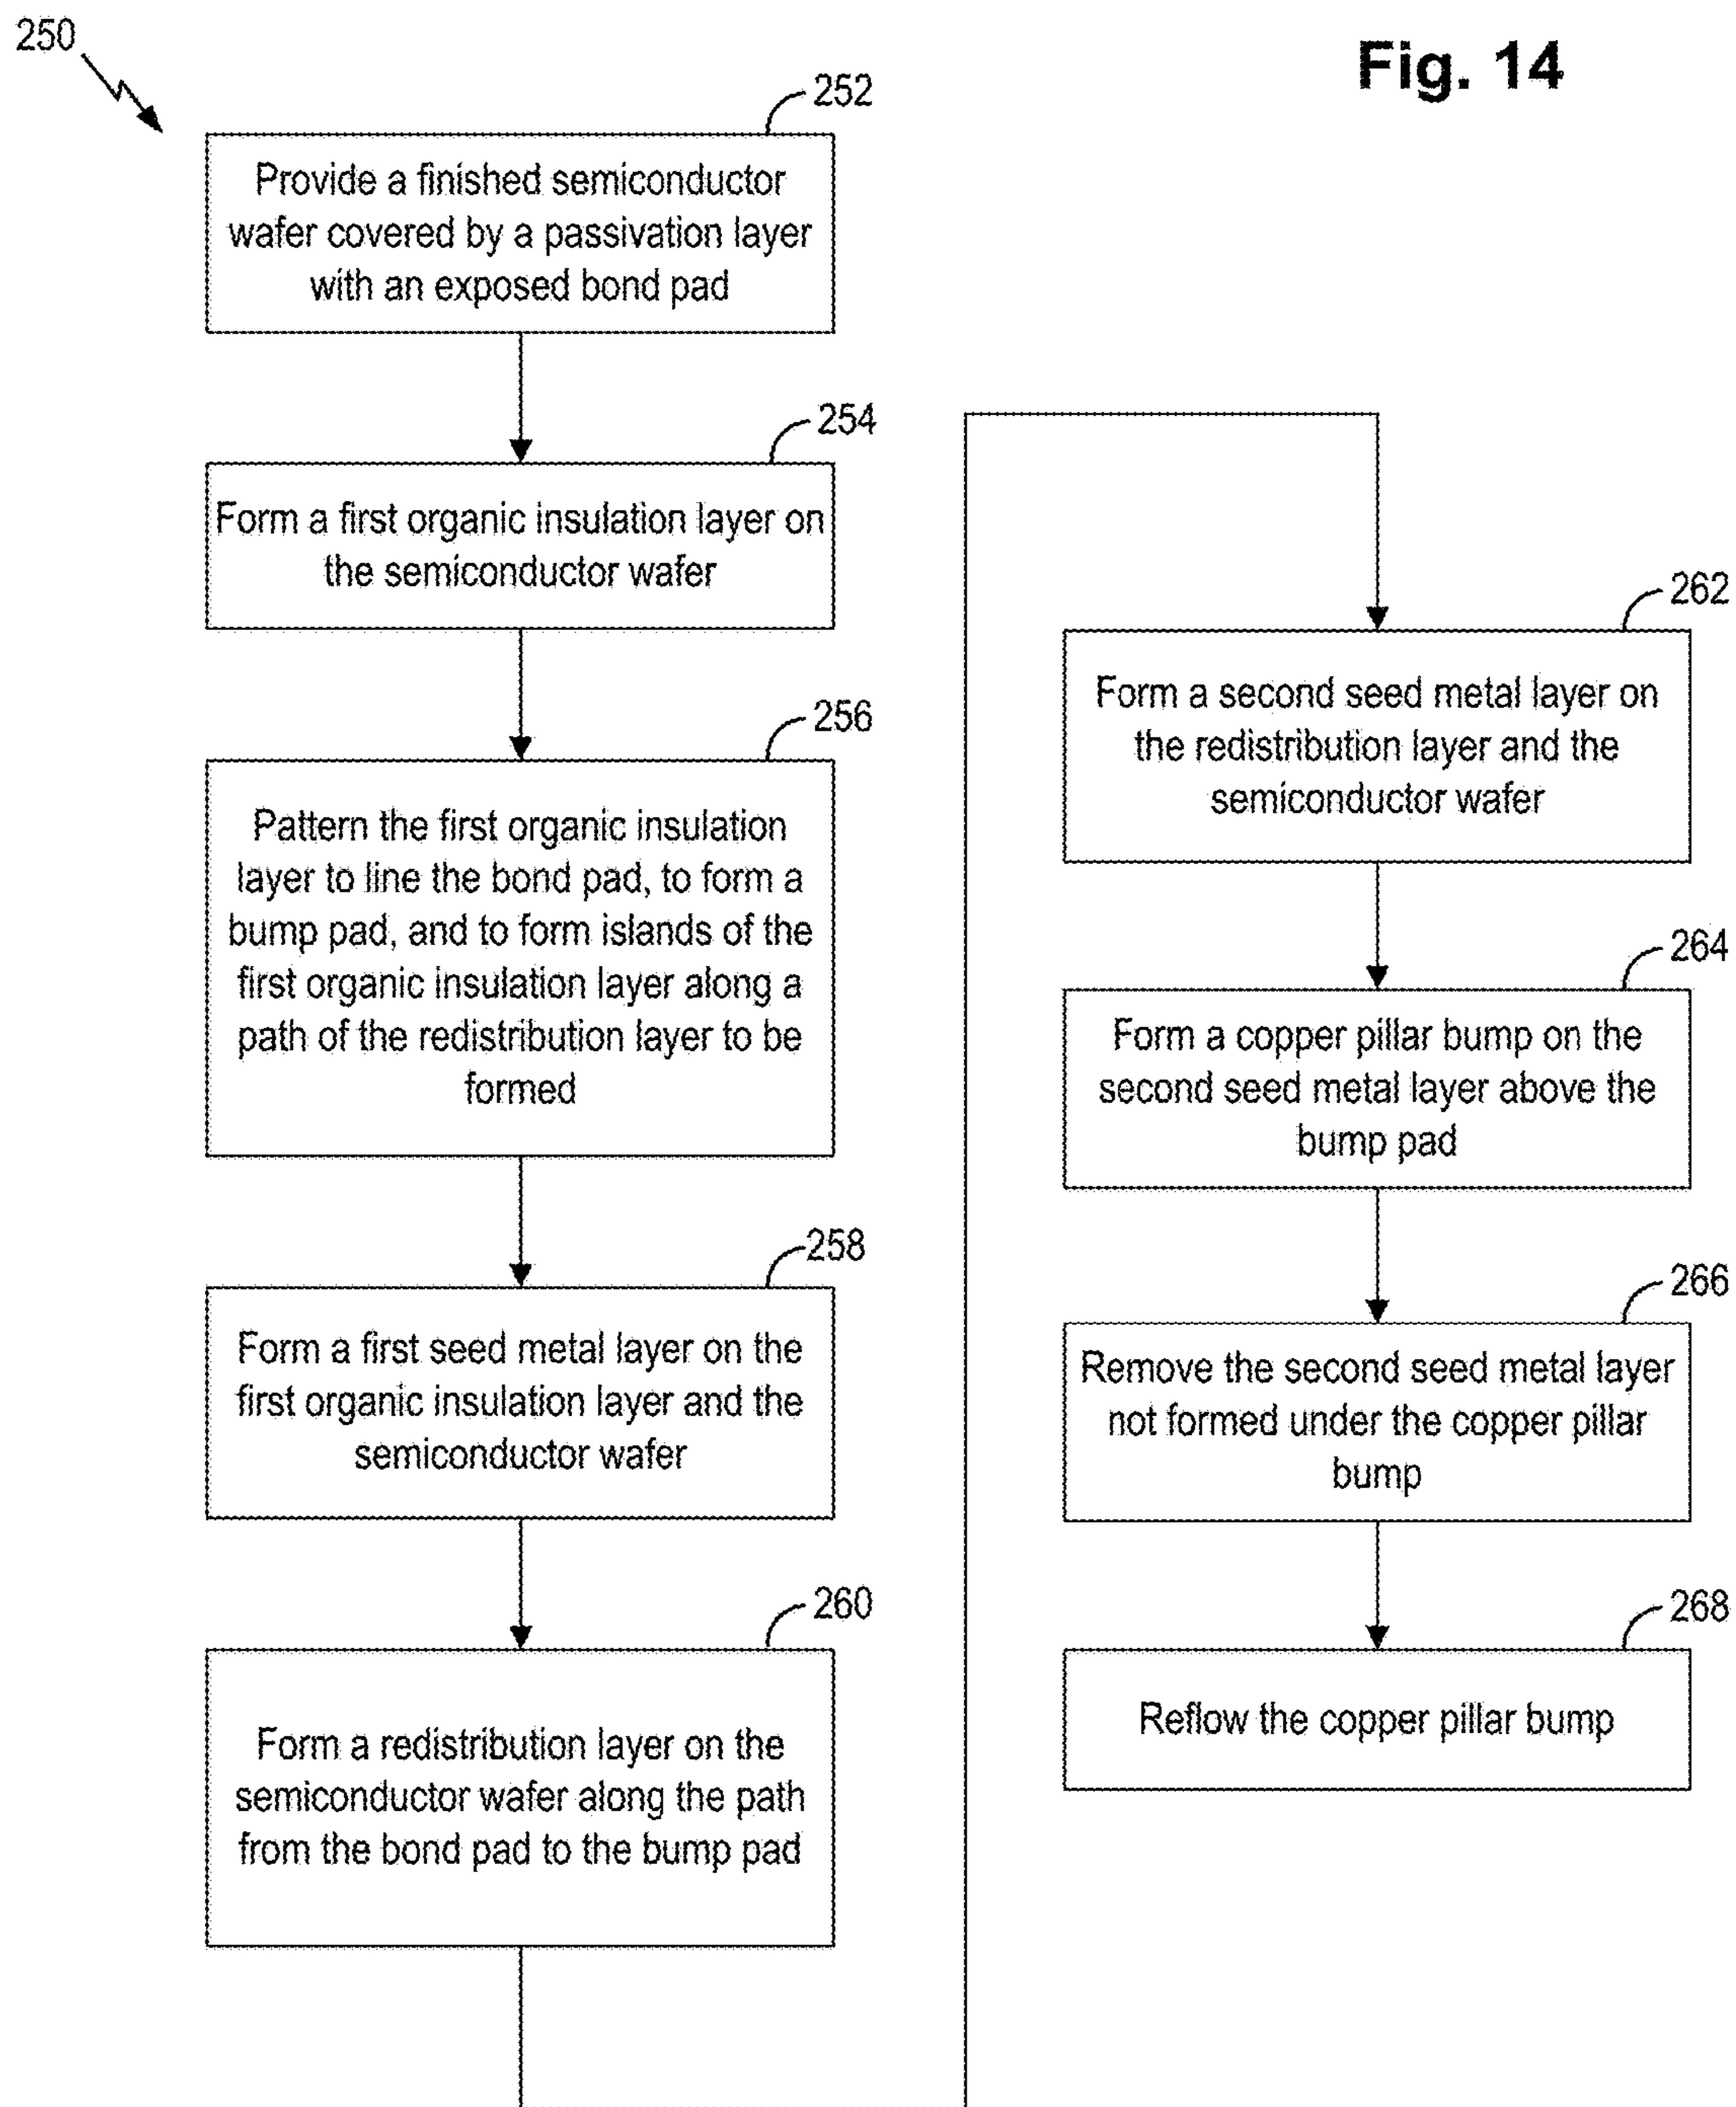 250
Fig. 14
252
Provide a finished semiconductor
wafer covered by a passivation layer
with an exposed bond pad
254
Form a first organic insulation layer on
the semiconductor wafer
256
Pattern the first organic insulation
layer to line the bond pad, to form a
bump pad, and to form islands of the
first organic insulation layer along a
path of the redistribution layer to be
formed
258
Form a first seed metal layer on the
first organic insulation layer and the
semiconductor wafer
260
Form a redistribution layer on the
semiconductor wafer along the path
from the bond pad to the bump pad
262
Form a second seed metal layer on
the redistribution layer and the
semiconductor wafer
264
Form a copper pillar bump on the
second seed metal layer above the
bump pad
266
Remove the second seed metal layer
not formed under the copper pillar
bump
268
Reflow the copper pillar bump